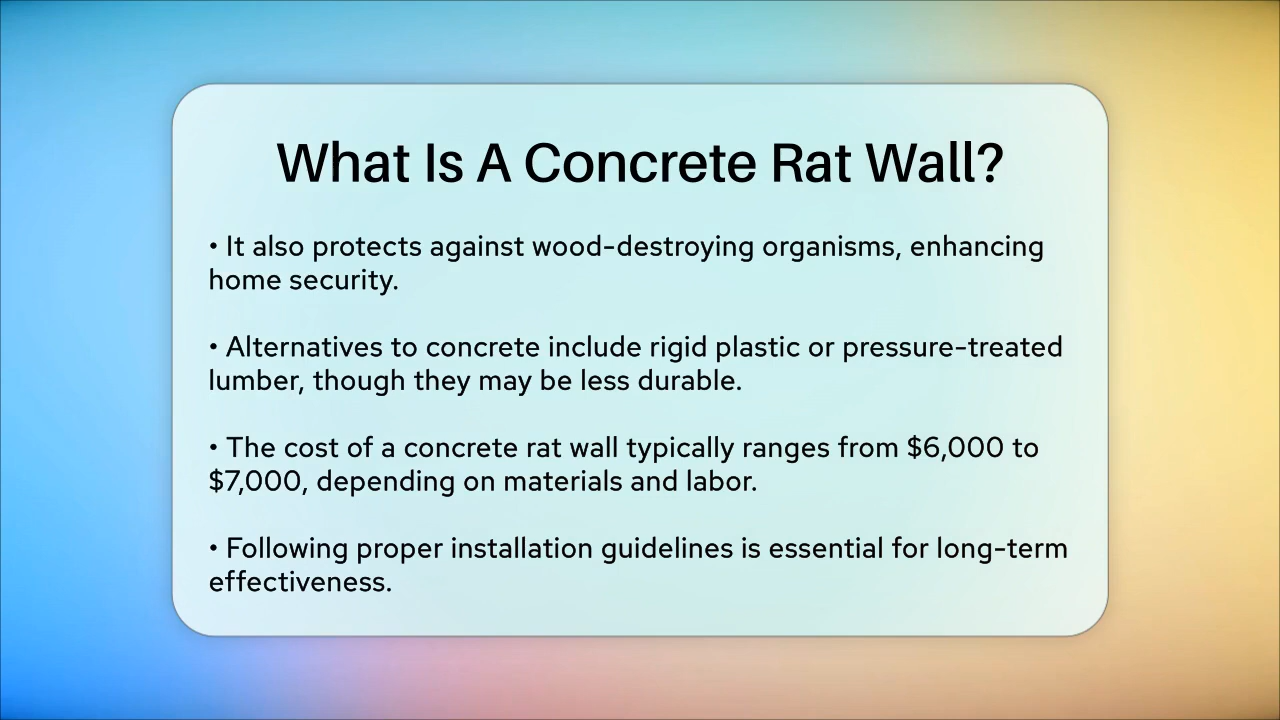 What Is A Concrete Rat Wall?
• It also protects against wood-destroying organisms, enhancing
home security.
• Alternatives to concrete include rigid plastic or pressure-treated
lumber, though they may be less durable.
• The cost of a concrete rat wall typically ranges from $6,000 to
$7,000, depending on materials and labor.
• Following proper installation guidelines is essential for long-term
effectiveness.